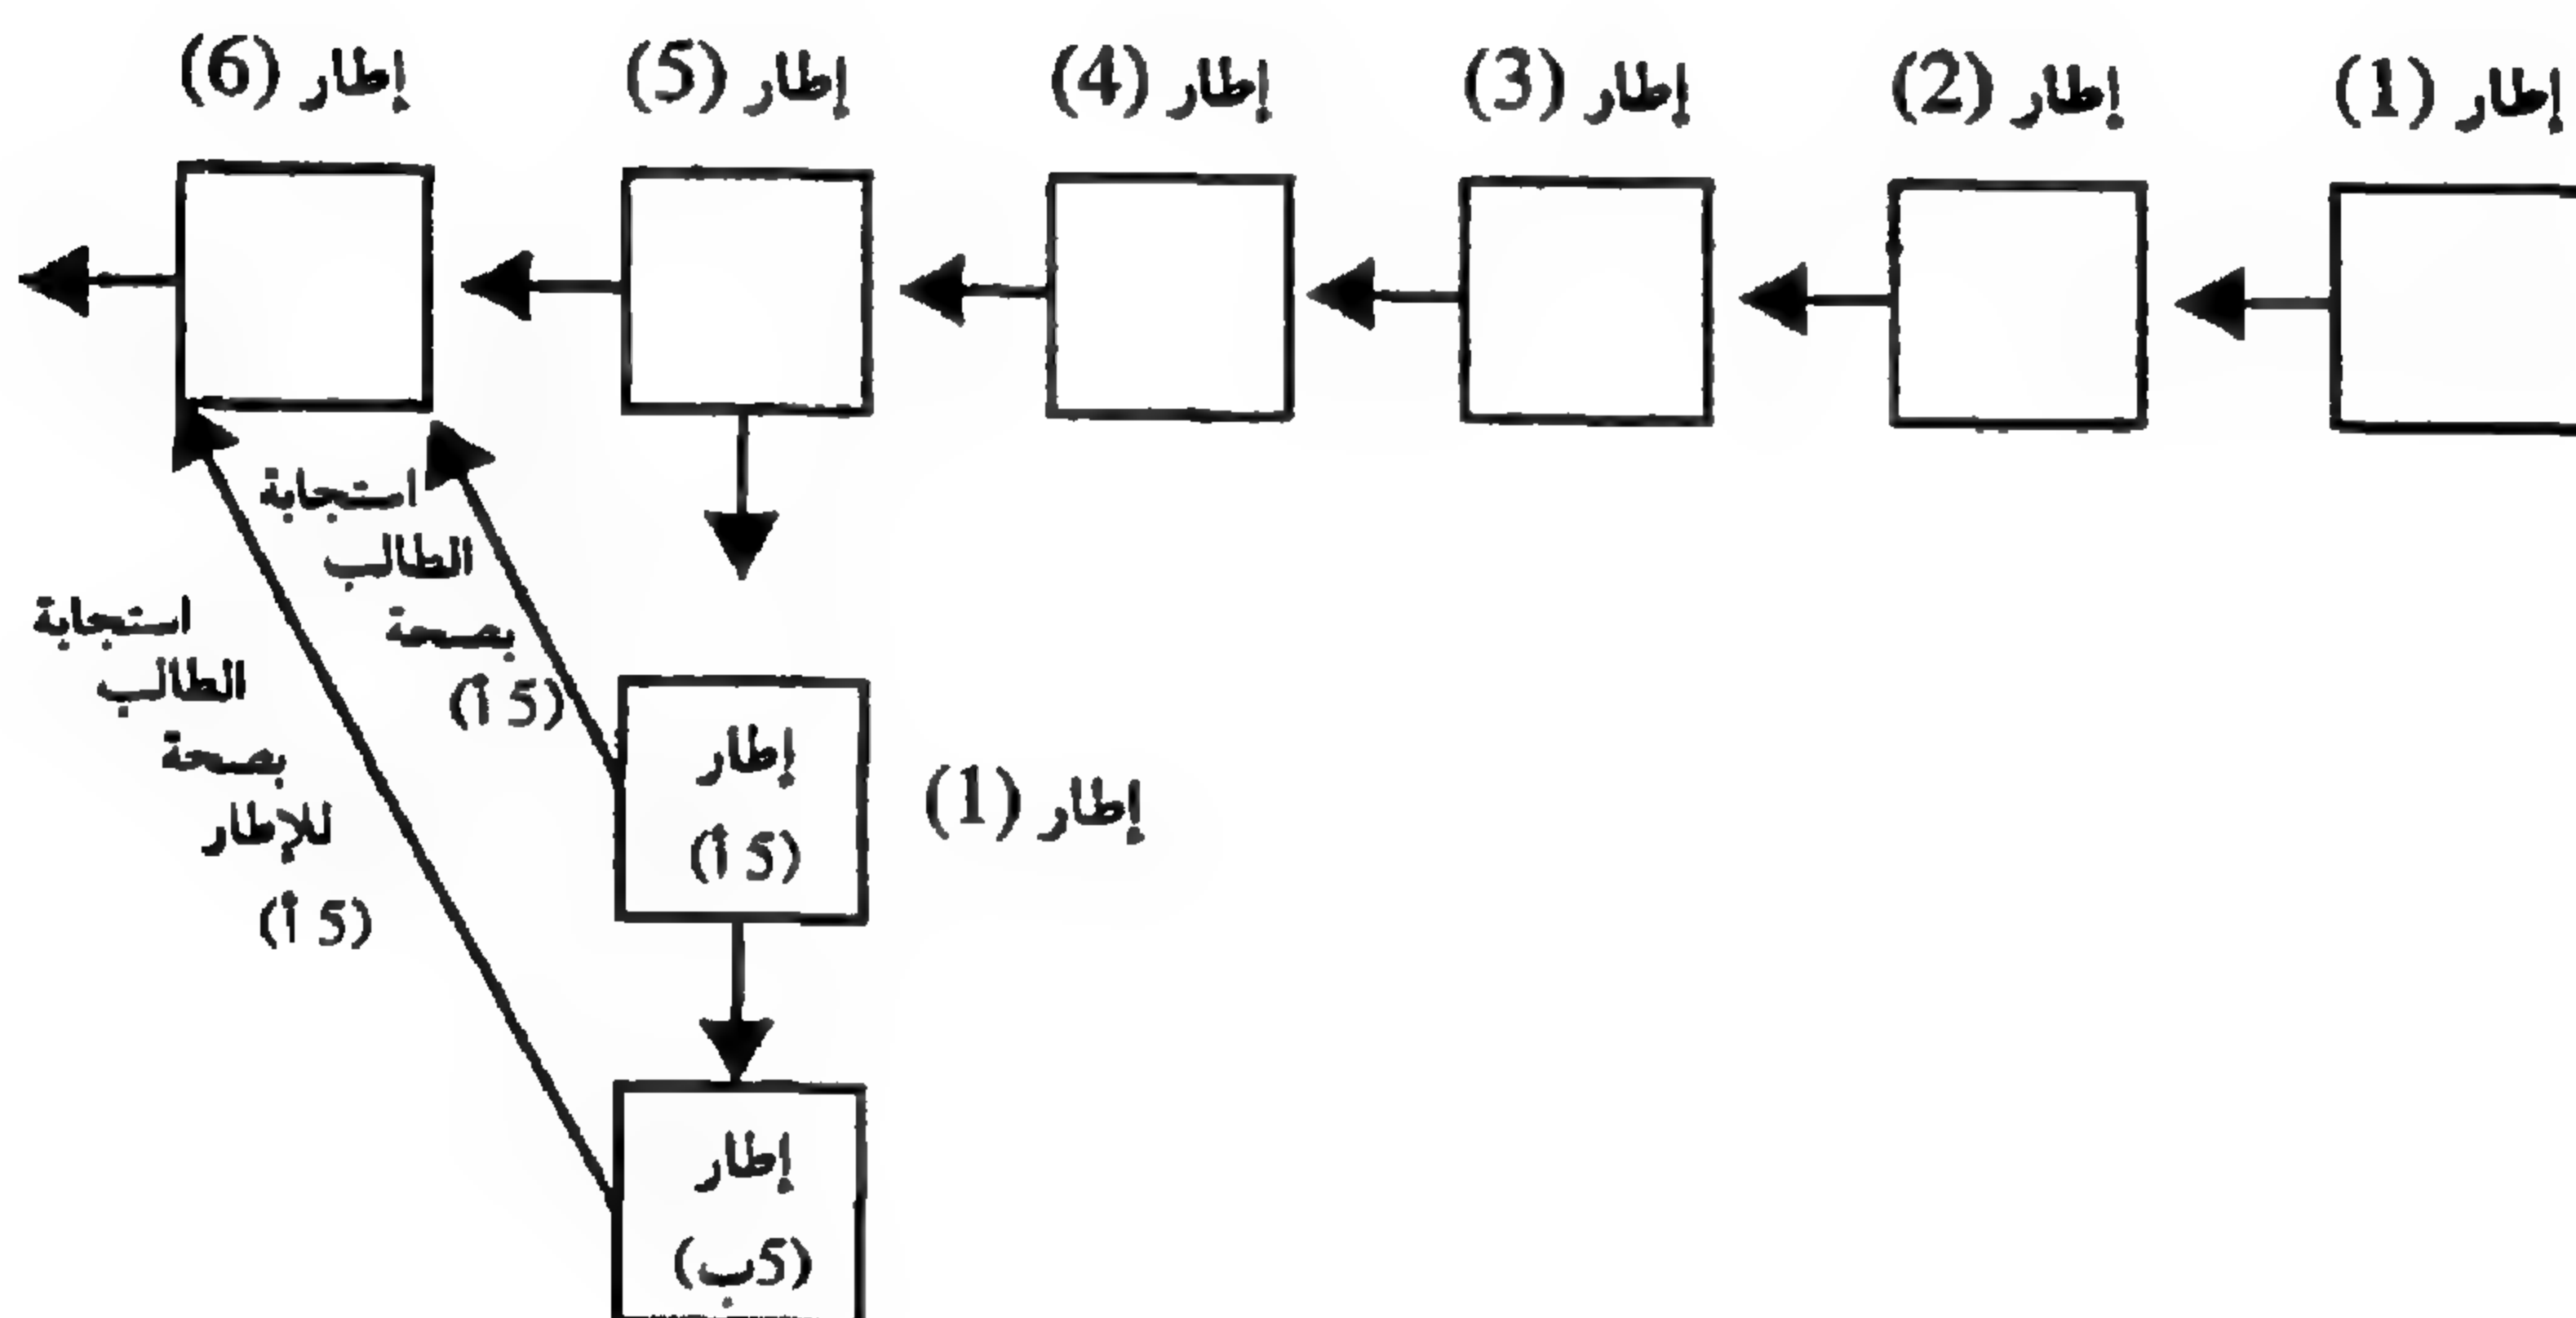 إطار (1)
إطار (2)
إطار (3)
إطار (4)
إطار (5)
إطار (6)
استجابة
الطالب
بصحة
(5 أ)
استجابة
الطالب
بصحة
للإطار
(5 أ)
إطار
(5 أ)
إطار (1)
إطار
(5ب)